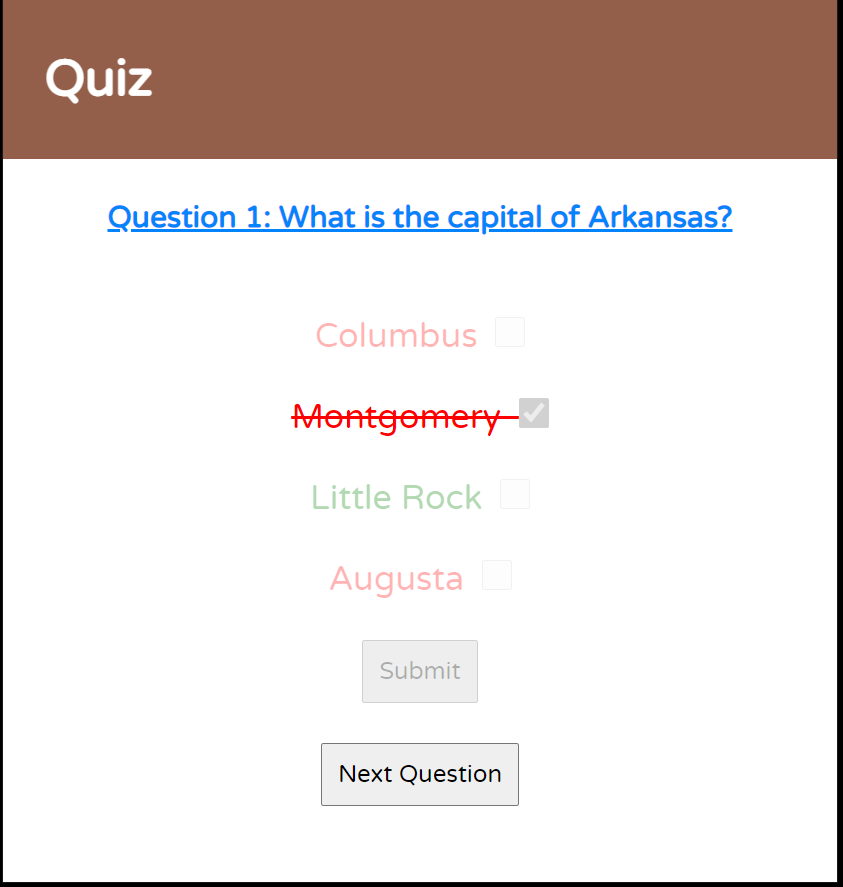 Quiz
Question 1: What is the capital of Arkansas?
Columbus
Montgomery
Little Rock
Augusta
Submit
Next Question